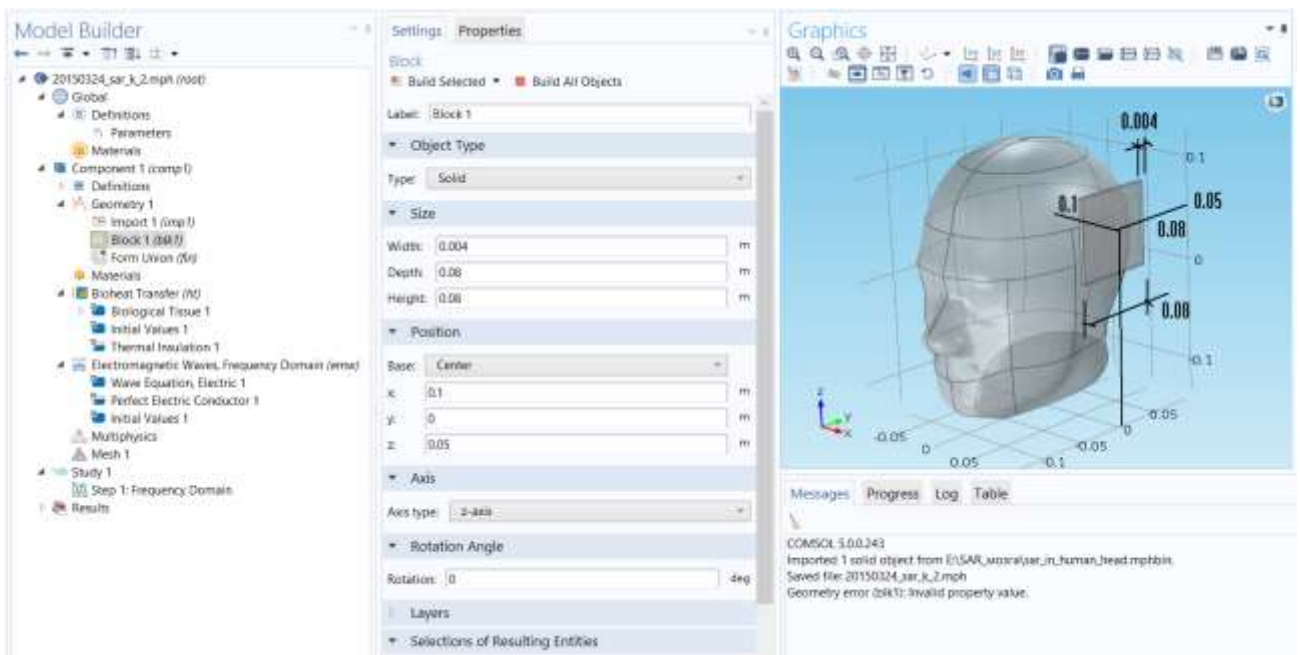 Model Builder
20150324_sar_k_2.mph (root)
Global
Definitions
Parameters
Materials
Component 1 (comp1)
Definitions
Geometry 1
Import 1 (imp1)
Block 1 (blk1)
Form Union (fin)
Materials
Bioheat Transfer (ht)
Biological Tissue 1
Initial Values 1
Thermal Insulation 1
Electromagnetic Waves, Frequency Domain (emw)
Wave Equation, Electric 1
Perfect Electric Conductor 1
Initial Values 1
Multiphysics
Mesh 1
Study 1
Step 1: Frequency Domain
Results
Settings Properties
Block
Build Selected Build All Objects
Label: Block 1
Object Type
Type: Solid
Size
Width: 0.004 m
Depth: 0.08 m
Height: 0.08 m
Position
Base: Center
x: 0.1 m
y: 0 m
z: 0.05 m
Axis
Axis type: z-axis
Rotation Angle
Rotation: 0 deg
Layers
Selections of Resulting Entities
Graphics
0.004
0.1
0.1
0.05
0.08
0
0.08
0.1
0.05
0
-0.05
0
0.05
-0.05
0.1
z
y
x
Messages Progress Log Table
COMSOL 5.0.0.243
Imported 1 solid object from E:\SAR_wosra\sar_in_human_head.mphbin.
Saved file: 20150324_sar_k_2.mph
Geometry error (blk1): Invalid property value.